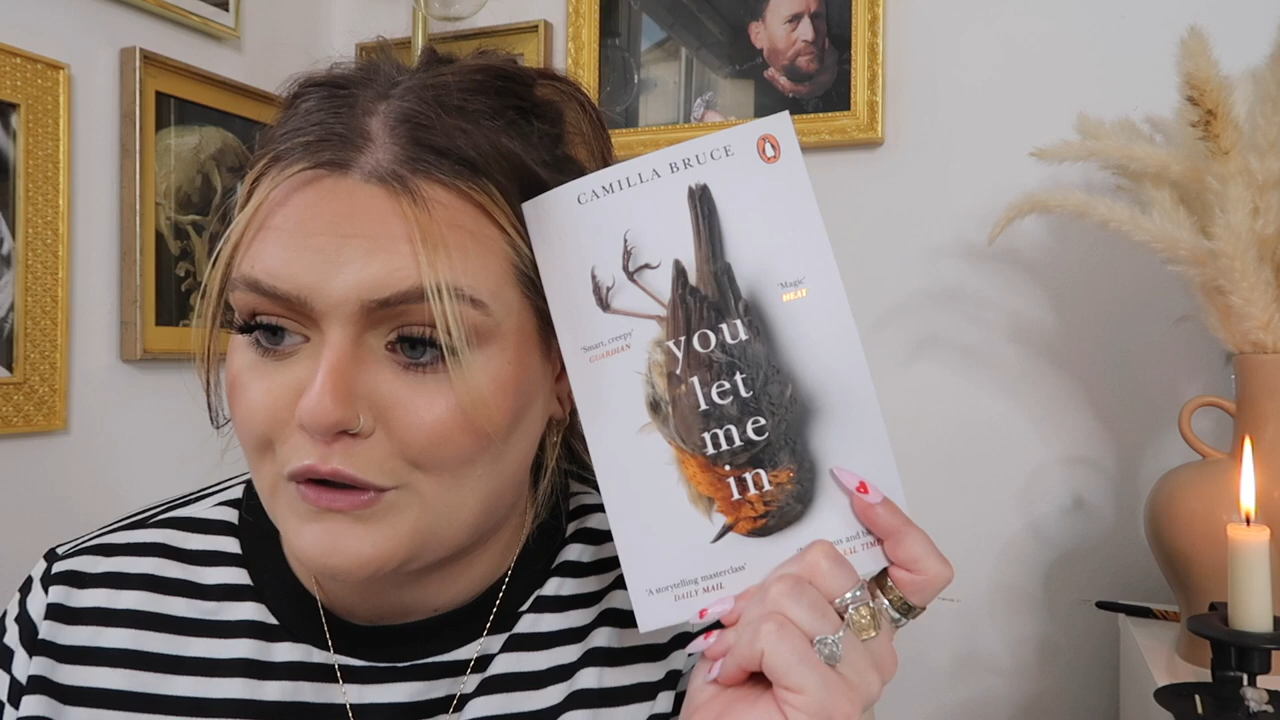 CAMILLA BRUCE
'Magic'
HEAT
'Smart, creepy'
GUARDIAN
you
let
me
in
'A storytelling masterclass'
DAILY MAIL